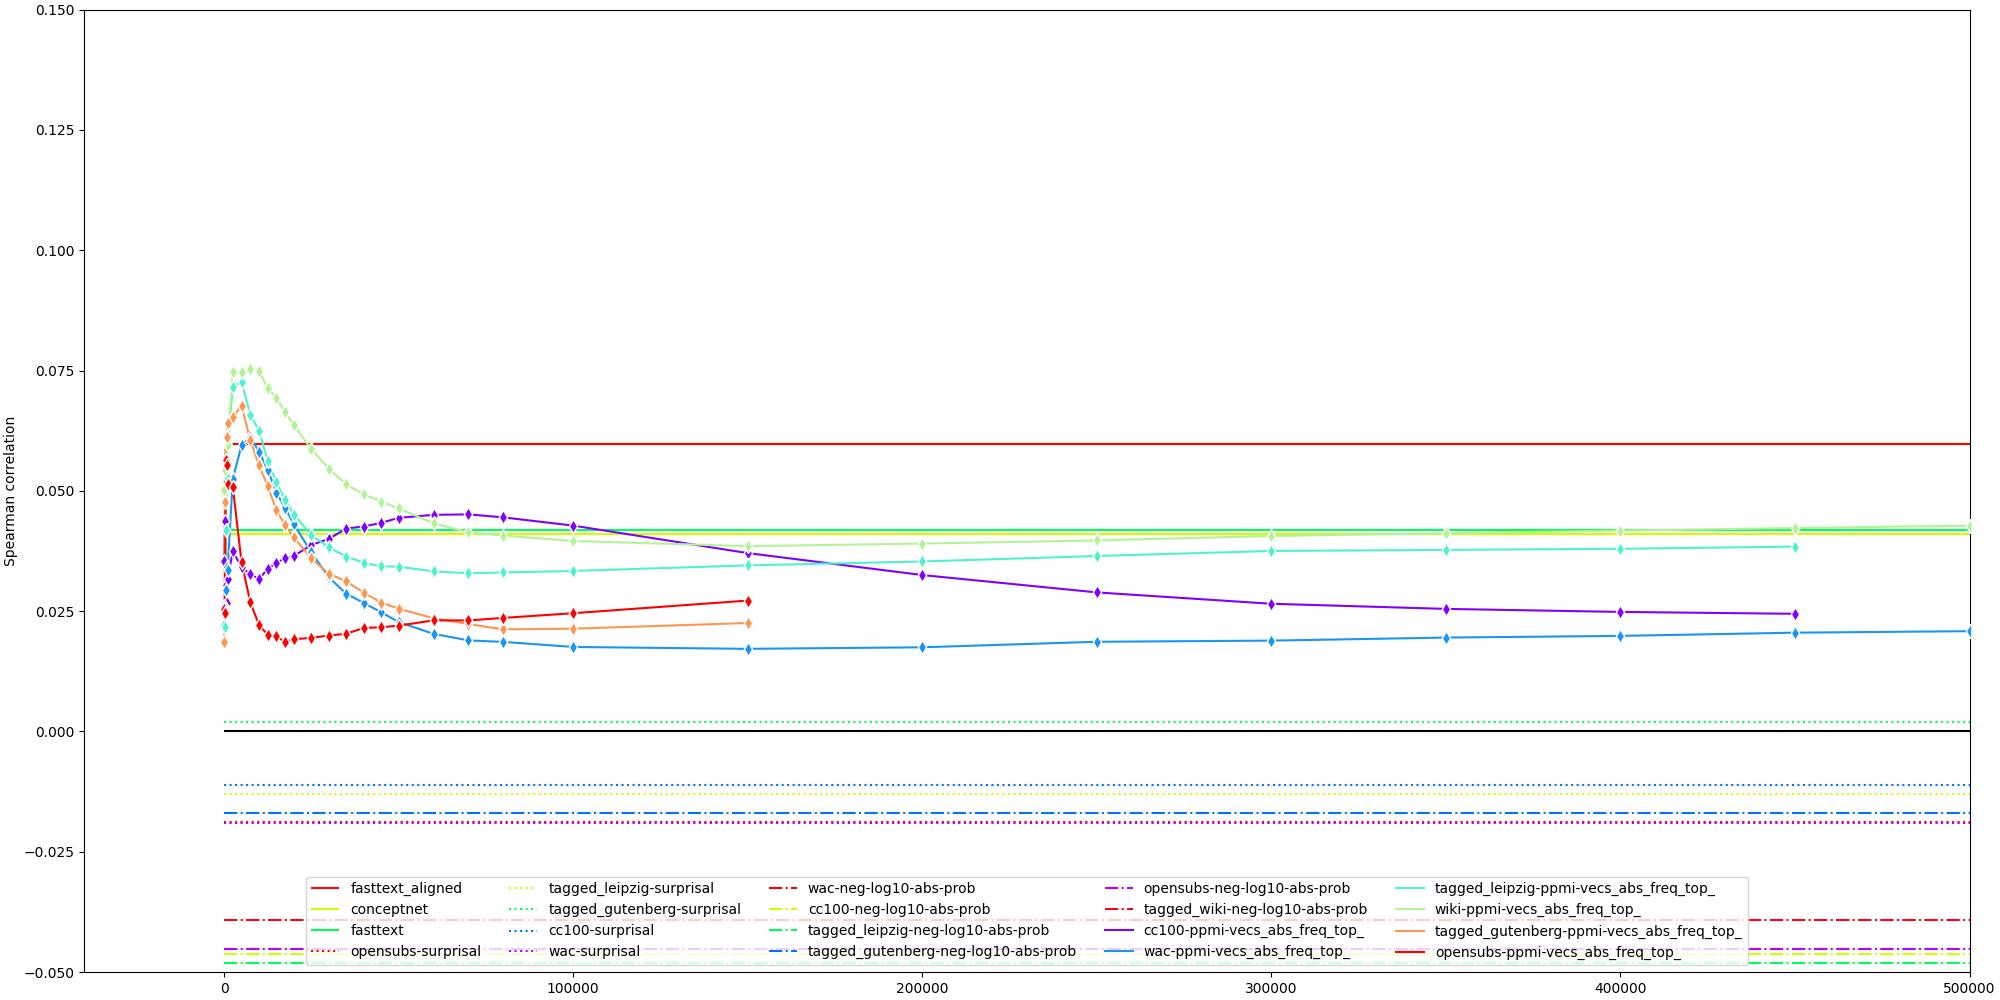 0.150
0.125
0.100
0.075
0.050
0.025
0.000
−0.025
−0.050
Spearman correlation
fasttext_aligned
conceptnet
fasttext
opensubs-surprisal
tagged_leipzig-surprisal
tagged_gutenberg-surprisal
cc100-surprisal
wac-surprisal
wac-neg-log10-abs-prob
cc100-neg-log10-abs-prob
tagged_leipzig-neg-log10-abs-prob
tagged_gutenberg-neg-log10-abs-prob
opensubs-neg-log10-abs-prob
tagged_wiki-neg-log10-abs-prob
cc100-ppmi-vecs_abs_freq_top_
wac-ppmi-vecs_abs_freq_top_
tagged_leipzig-ppmi-vecs_abs_freq_top_
wiki-ppmi-vecs_abs_freq_top_
tagged_gutenberg-ppmi-vecs_abs_freq_top_
opensubs-ppmi-vecs_abs_freq_top_
0 100000 200000 300000 400000 500000